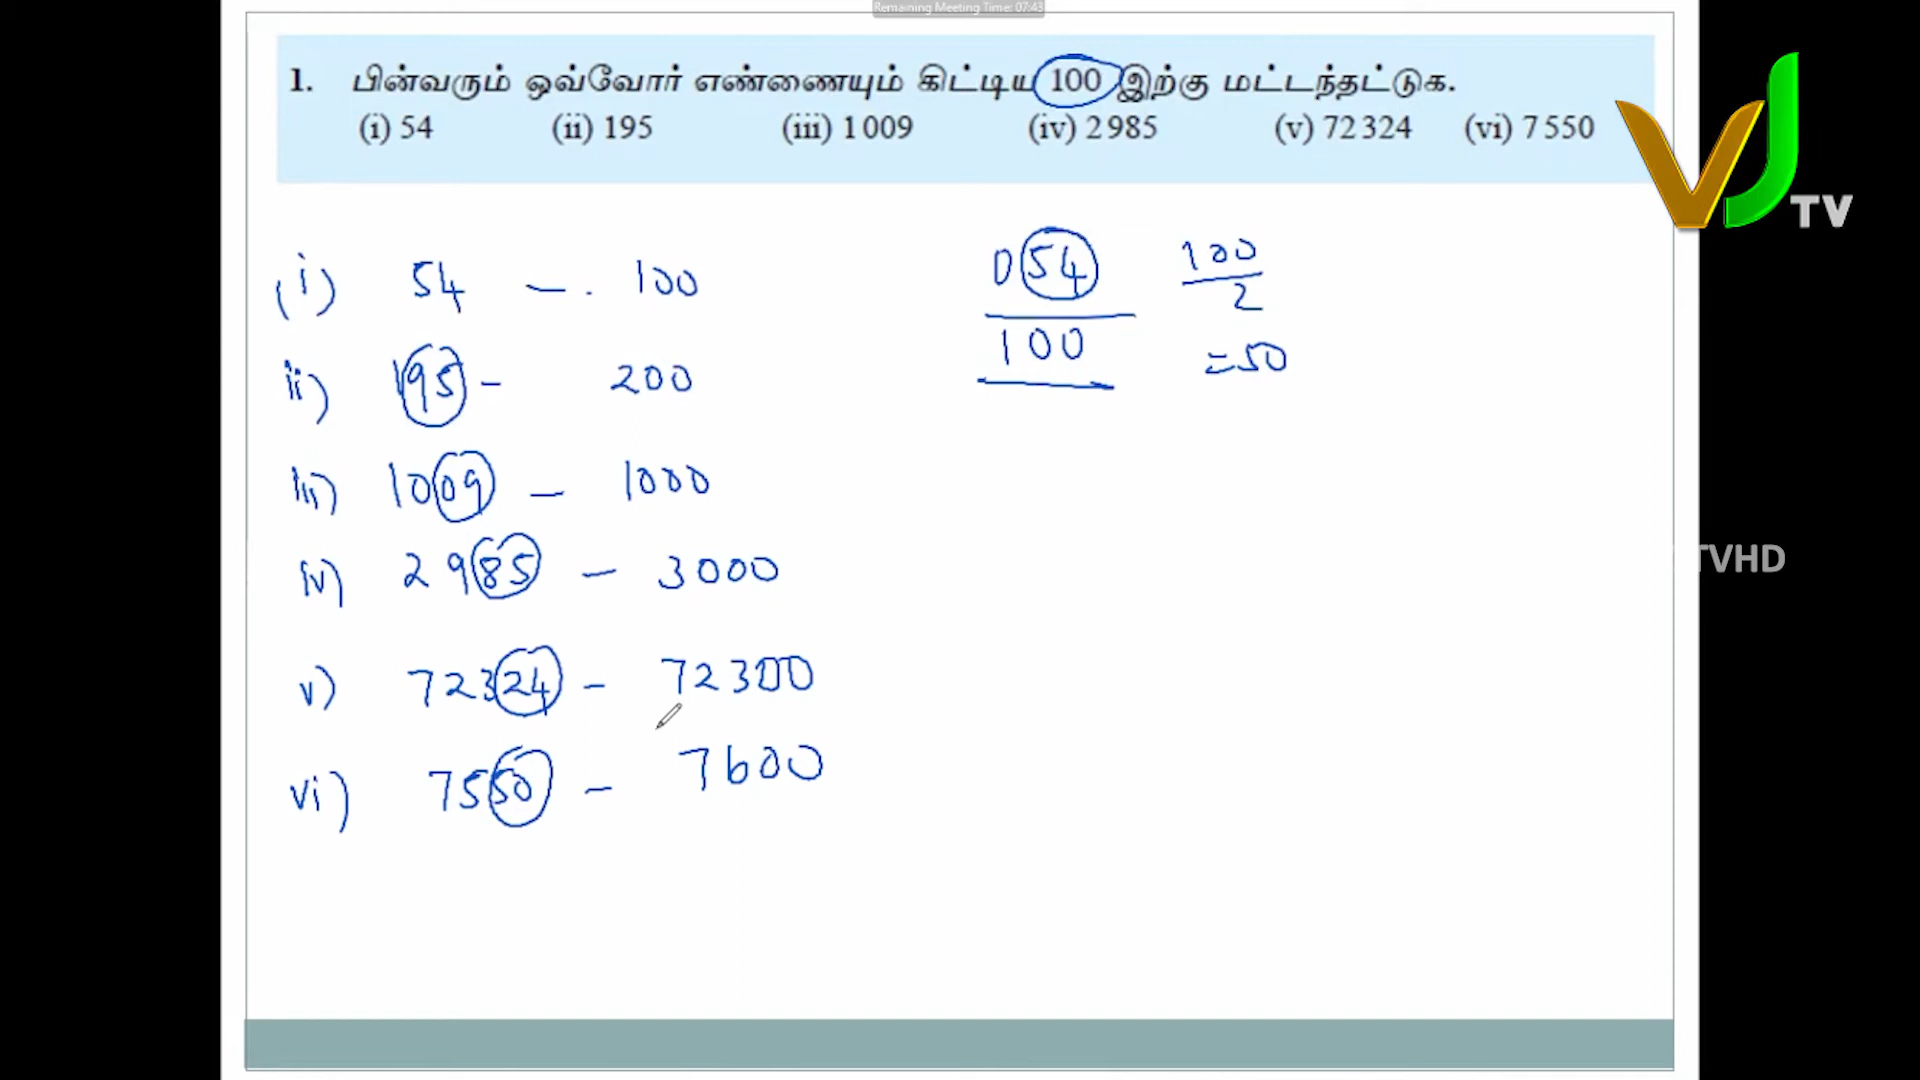 Remaining Meeting Time: 07:43
1. பின்வரும் ஒவ்வோர் எண்ணையும் கிட்டிய 100 இற்கு மட்டந்தட்டுக.
(i) 54 (ii) 195 (iii) 1009 (iv) 2985 (v) 72324 (vi) 7550
VJ TV
(i) 54 – . 100
ii) 195 – 200
iii) 1009 – 1000
iv) 2985 – 3000
v) 72324 – 72300
vi) 7550 – 7600
054
100
100
2
=50
TVHD